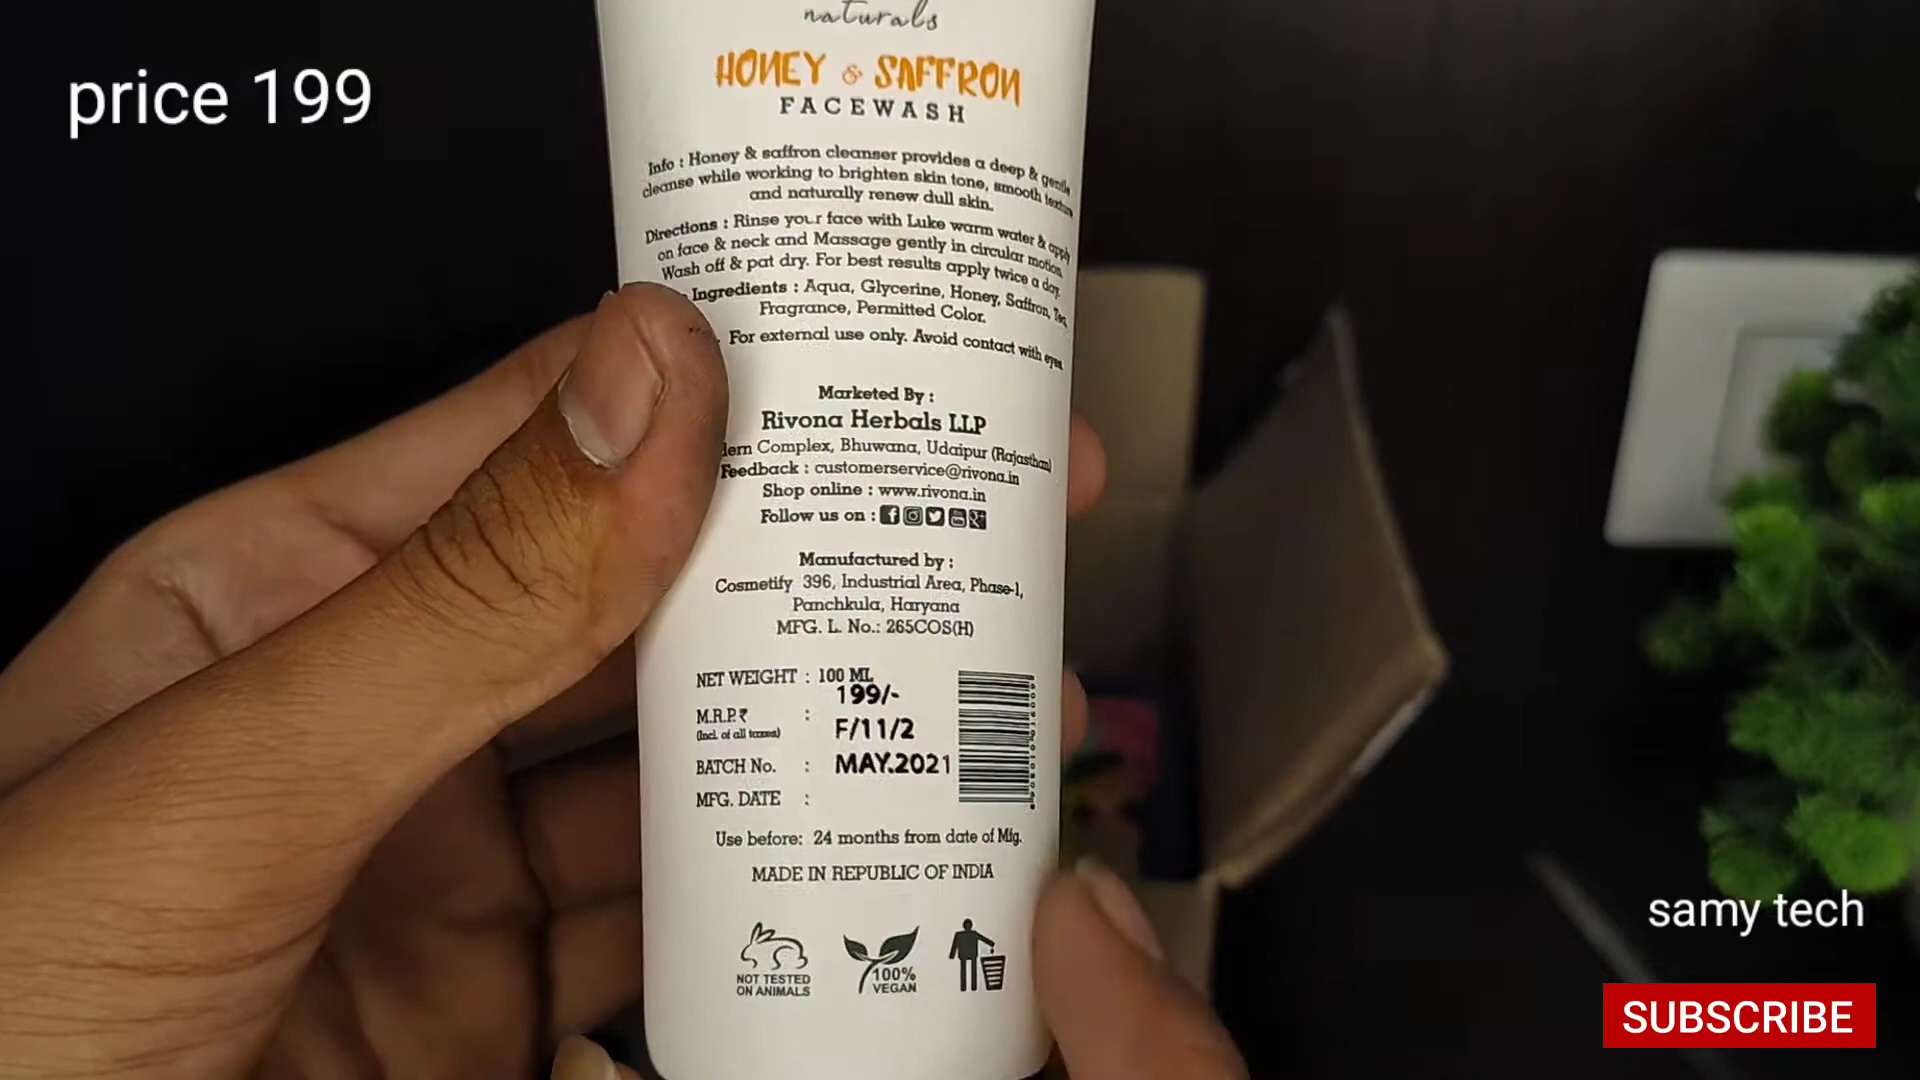 price 199
naturals
HONEY & SAFFRON
FACEWASH
Info : Honey & saffron cleanser provides a deep & gentle
cleanse while working to brighten skin tone, smooth texture
and naturally renew dull skin.
Directions : Rinse your face with Luke warm water & apply
on face & neck and Massage gently in circular motion.
Wash off & pat dry. For best results apply twice a day.
Ingredients : Aqua, Glycerine, Honey, Saffron,
Fragrance, Permitted Color.
For external use only. Avoid contact with eyes.
Marketed By :
Rivona Herbals LLP
Complex, Bhuwana, Udaipur (Rajasthan)
Feedback : customerservice@rivona.in
Shop online : www.rivona.in
Follow us on :
Manufactured by :
Cosmetify 396, Industrial Area, Phase-1,
Panchkula, Haryana
MFG. L. No.: 265COS(H)
NET WEIGHT : 100 ML
199/-
M.R.P.₹ :
(Incl. of all taxes)
F/11/2
BATCH No. : MAY.2021
MFG. DATE :
Use before: 24 months from date of Mfg.
MADE IN REPUBLIC OF INDIA
NOT TESTED
ON ANIMALS
100%
VEGAN
samy tech
SUBSCRIBE